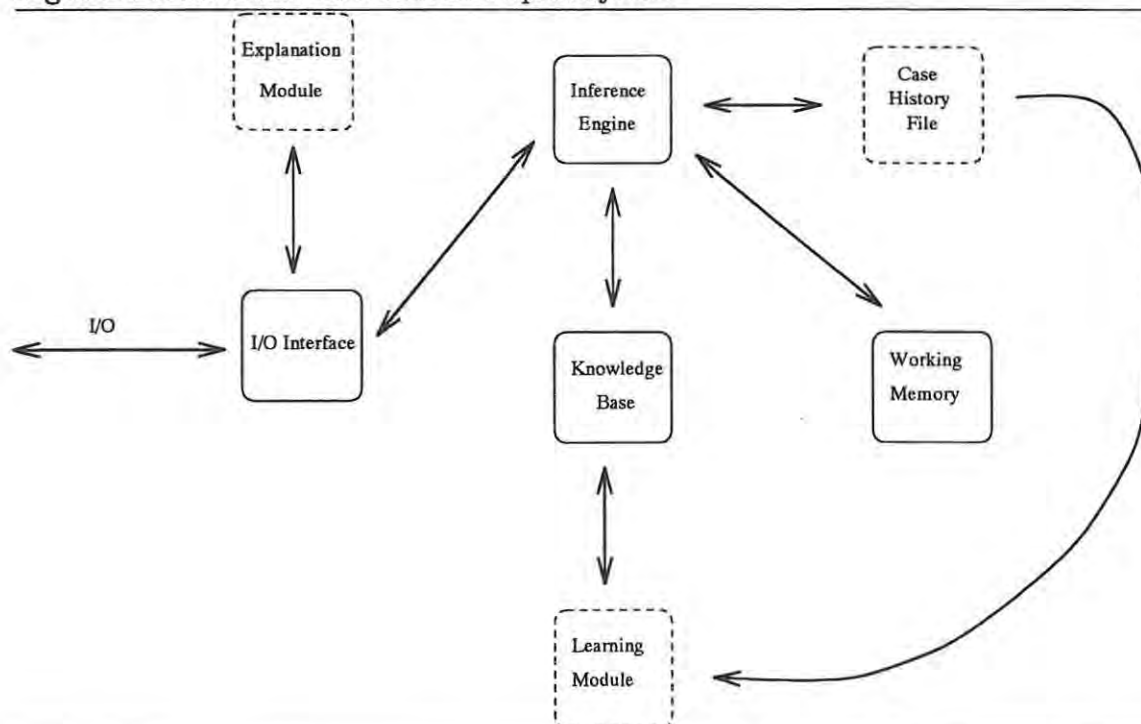 Explanation
Module
Inference
Engine
Case
History
File
I/O
I/O Interface
Knowledge
Base
Working
Memory
Learning
Module